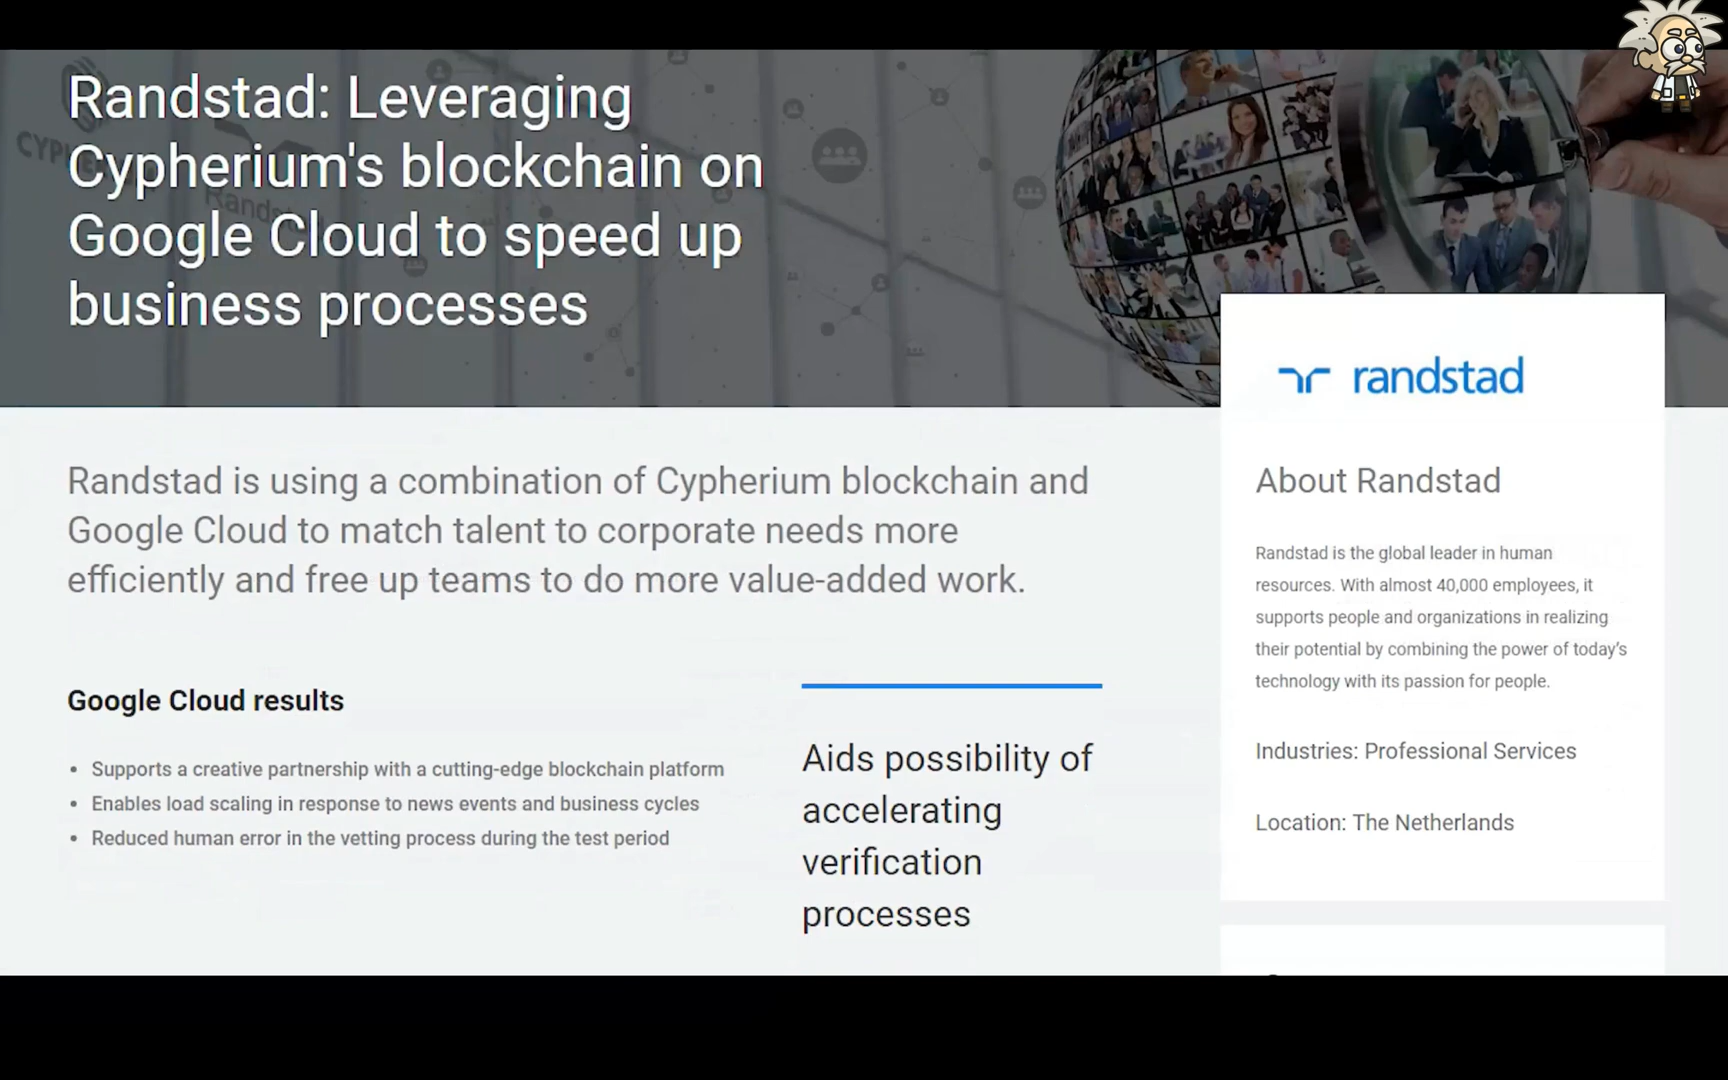 Randstad: Leveraging
Cypherium's blockchain on
Google Cloud to speed up
business processes
randstad
Randstad is using a combination of Cypherium blockchain and
Google Cloud to match talent to corporate needs more
efficiently and free up teams to do more value-added work.
Google Cloud results
• Supports a creative partnership with a cutting-edge blockchain platform
• Enables load scaling in response to news events and business cycles
• Reduced human error in the vetting process during the test period
Aids possibility of
accelerating
verification
processes
About Randstad
Randstad is the global leader in human
resources. With almost 40,000 employees, it
supports people and organizations in realizing
their potential by combining the power of today’s
technology with its passion for people.
Industries: Professional Services
Location: The Netherlands